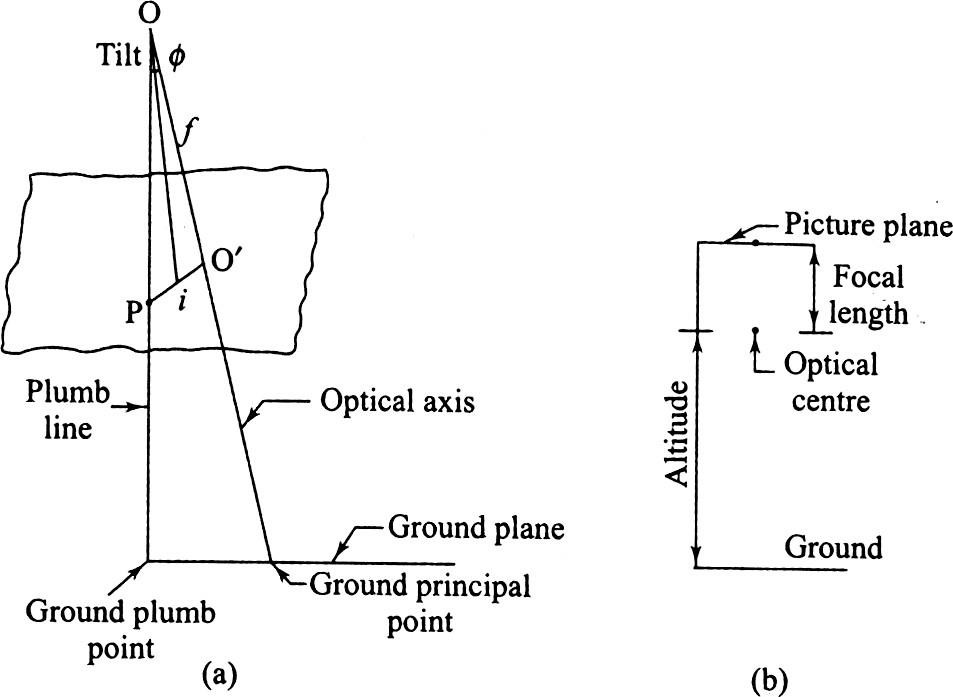 O
Tilt ϕ
f
O′
P
i
Plumb
line
Optical axis
Ground plane
Ground principal
point
Ground plumb
point
(a)
Picture plane
Focal
length
Optical
centre
Altitude
Ground
(b)